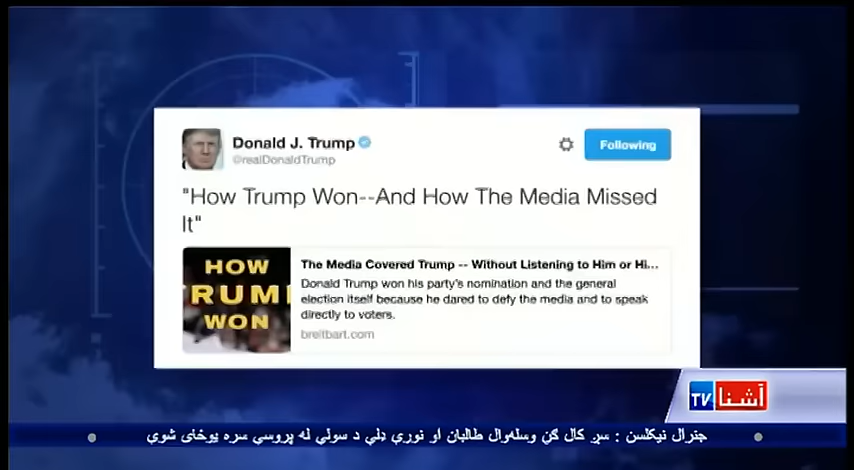 Donald J. Trump
@realDonaldTrump
Following
"How Trump Won--And How The Media Missed
It"
HOW
TRUMP
WON
The Media Covered Trump -- Without Listening to Him or Hi...
Donald Trump won his party's nomination and the general
election itself because he dared to defy the media and to speak
directly to voters.
breitbart.com
TV آشنا
جنرال نیکلسن : سږ کال ګڼ وسله‌وال طالبان او نورې ډلې د سولې له پروسې سره یوځای شوې